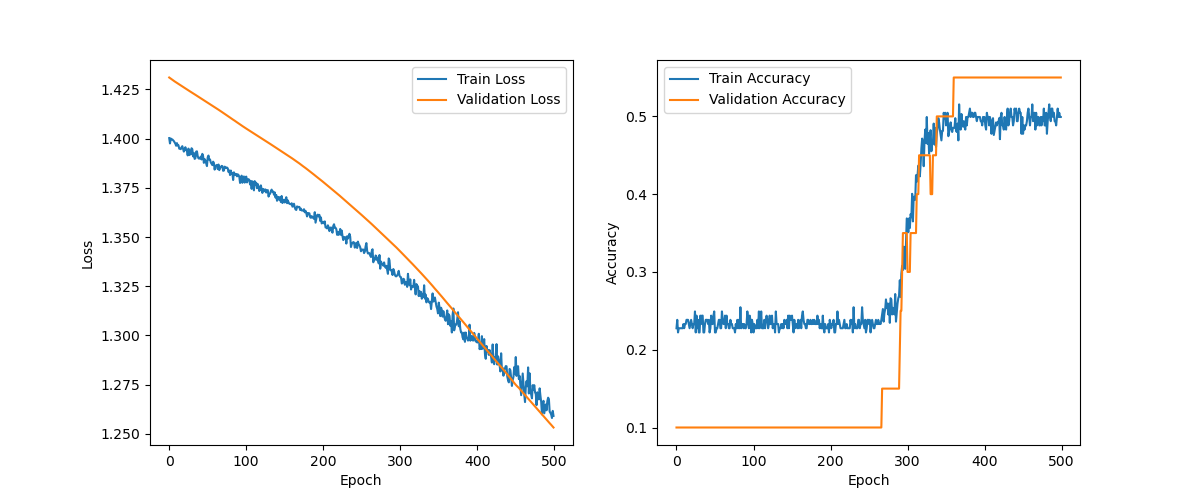 Train Loss
Validation Loss
1.425
1.400
1.375
1.350
1.325
1.300
1.275
1.250
Loss
0 100 200 300 400 500
Epoch
Train Accuracy
Validation Accuracy
0.5
0.4
0.3
0.2
0.1
Accuracy
0 100 200 300 400 500
Epoch